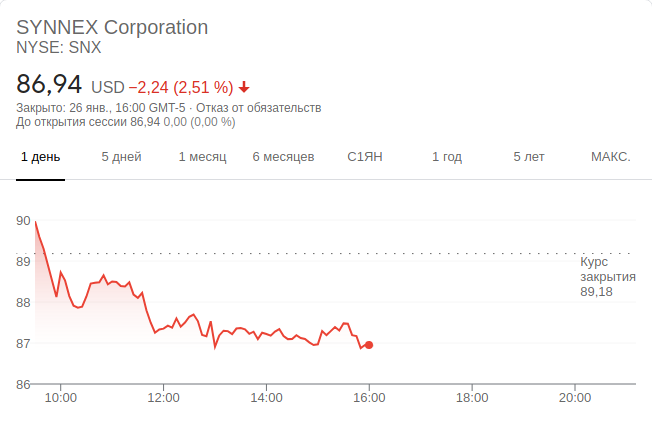 SYNNEX Corporation
NYSE: SNX
86,94 USD −2,24 (2,51 %)
Закрыто: 26 янв., 16:00 GMT-5 · Отказ от обязательств
До открытия сессии 86,94 0,00 (0,00 %)
1 день 5 дней 1 месяц 6 месяцев С1ЯН 1 год 5 лет МАКС.
90
89
88
87
86
Курс
закрытия
89,18
10:00 12:00 14:00 16:00 18:00 20:00